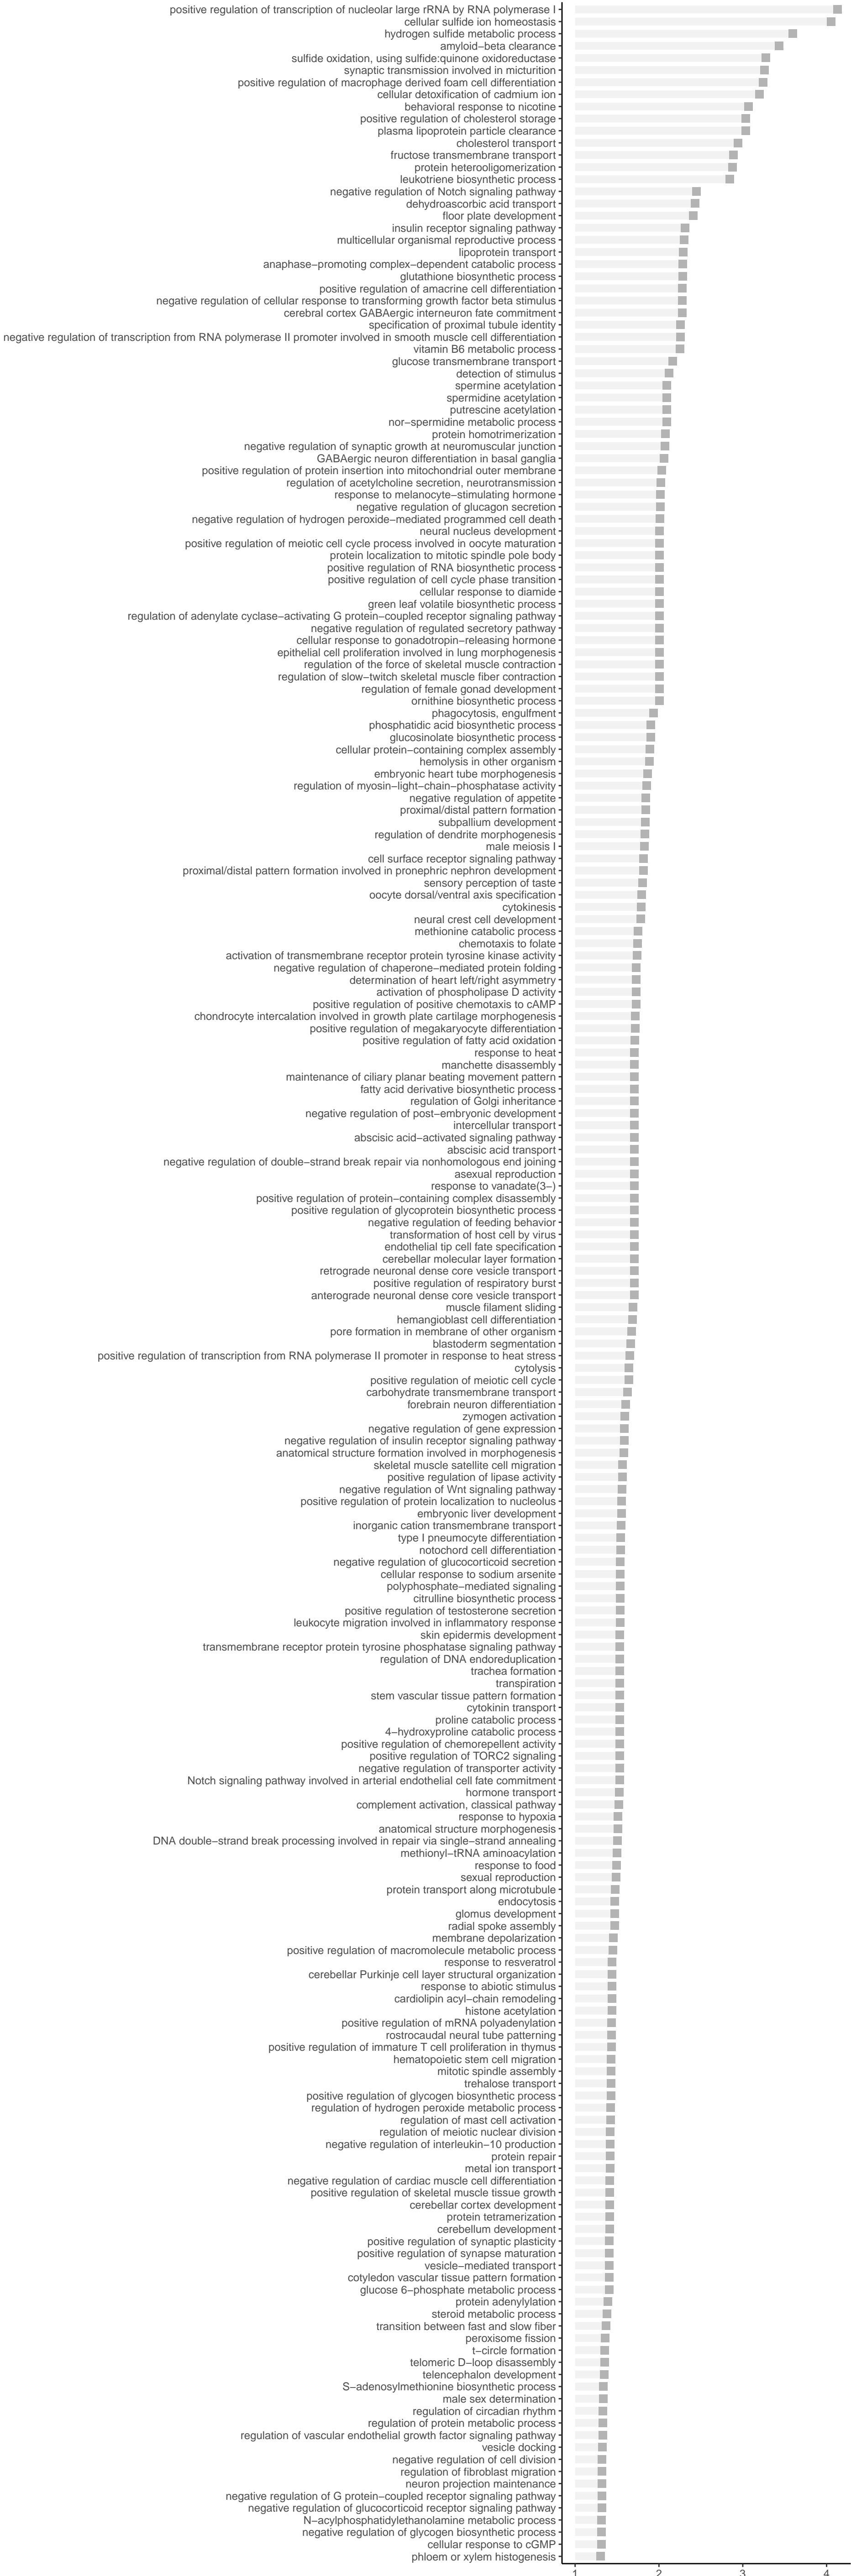 positive regulation of transcription of nucleolar large rRNA by RNA polymerase I
cellular sulfide ion homeostasis
hydrogen sulfide metabolic process
amyloid−beta clearance
sulfide oxidation, using sulfide:quinone oxidoreductase
synaptic transmission involved in micturition
positive regulation of macrophage derived foam cell differentiation
cellular detoxification of cadmium ion
behavioral response to nicotine
positive regulation of cholesterol storage
plasma lipoprotein particle clearance
cholesterol transport
fructose transmembrane transport
protein heterooligomerization
leukotriene biosynthetic process
negative regulation of Notch signaling pathway
dehydroascorbic acid transport
floor plate development
insulin receptor signaling pathway
multicellular organismal reproductive process
lipoprotein transport
anaphase−promoting complex−dependent catabolic process
glutathione biosynthetic process
positive regulation of amacrine cell differentiation
negative regulation of cellular response to transforming growth factor beta stimulus
cerebral cortex GABAergic interneuron fate commitment
specification of proximal tubule identity
negative regulation of transcription from RNA polymerase II promoter involved in smooth muscle cell differentiation
vitamin B6 metabolic process
glucose transmembrane transport
detection of stimulus
spermine acetylation
spermidine acetylation
putrescine acetylation
nor−spermidine metabolic process
protein homotrimerization
negative regulation of synaptic growth at neuromuscular junction
GABAergic neuron differentiation in basal ganglia
positive regulation of protein insertion into mitochondrial outer membrane
regulation of acetylcholine secretion, neurotransmission
response to melanocyte−stimulating hormone
negative regulation of glucagon secretion
negative regulation of hydrogen peroxide−mediated programmed cell death
neural nucleus development
positive regulation of meiotic cell cycle process involved in oocyte maturation
protein localization to mitotic spindle pole body
positive regulation of RNA biosynthetic process
positive regulation of cell cycle phase transition
cellular response to diamide
green leaf volatile biosynthetic process
regulation of adenylate cyclase−activating G protein−coupled receptor signaling pathway
negative regulation of regulated secretory pathway
cellular response to gonadotropin−releasing hormone
epithelial cell proliferation involved in lung morphogenesis
regulation of the force of skeletal muscle contraction
regulation of slow−twitch skeletal muscle fiber contraction
regulation of female gonad development
ornithine biosynthetic process
phagocytosis, engulfment
phosphatidic acid biosynthetic process
glucosinolate biosynthetic process
cellular protein−containing complex assembly
hemolysis in other organism
embryonic heart tube morphogenesis
regulation of myosin−light−chain−phosphatase activity
negative regulation of appetite
proximal/distal pattern formation
subpallium development
regulation of dendrite morphogenesis
male meiosis I
cell surface receptor signaling pathway
proximal/distal pattern formation involved in pronephric nephron development
sensory perception of taste
oocyte dorsal/ventral axis specification
cytokinesis
neural crest cell development
methionine catabolic process
chemotaxis to folate
activation of transmembrane receptor protein tyrosine kinase activity
negative regulation of chaperone−mediated protein folding
determination of heart left/right asymmetry
activation of phospholipase D activity
positive regulation of positive chemotaxis to cAMP
chondrocyte intercalation involved in growth plate cartilage morphogenesis
positive regulation of megakaryocyte differentiation
positive regulation of fatty acid oxidation
response to heat
manchette disassembly
maintenance of ciliary planar beating movement pattern
fatty acid derivative biosynthetic process
regulation of Golgi inheritance
negative regulation of post−embryonic development
intercellular transport
abscisic acid−activated signaling pathway
abscisic acid transport
negative regulation of double−strand break repair via nonhomologous end joining
asexual reproduction
response to vanadate(3−)
positive regulation of protein−containing complex disassembly
positive regulation of glycoprotein biosynthetic process
negative regulation of feeding behavior
transformation of host cell by virus
endothelial tip cell fate specification
cerebellar molecular layer formation
retrograde neuronal dense core vesicle transport
positive regulation of respiratory burst
anterograde neuronal dense core vesicle transport
muscle filament sliding
hemangioblast cell differentiation
pore formation in membrane of other organism
blastoderm segmentation
positive regulation of transcription from RNA polymerase II promoter in response to heat stress
cytolysis
positive regulation of meiotic cell cycle
carbohydrate transmembrane transport
forebrain neuron differentiation
zymogen activation
negative regulation of gene expression
negative regulation of insulin receptor signaling pathway
anatomical structure formation involved in morphogenesis
skeletal muscle satellite cell migration
positive regulation of lipase activity
negative regulation of Wnt signaling pathway
positive regulation of protein localization to nucleolus
embryonic liver development
inorganic cation transmembrane transport
type I pneumocyte differentiation
notochord cell differentiation
negative regulation of glucocorticoid secretion
cellular response to sodium arsenite
polyphosphate−mediated signaling
citrulline biosynthetic process
positive regulation of testosterone secretion
leukocyte migration involved in inflammatory response
skin epidermis development
transmembrane receptor protein tyrosine phosphatase signaling pathway
regulation of DNA endoreduplication
trachea formation
transpiration
stem vascular tissue pattern formation
cytokinin transport
proline catabolic process
4−hydroxyproline catabolic process
positive regulation of chemorepellent activity
positive regulation of TORC2 signaling
negative regulation of transporter activity
Notch signaling pathway involved in arterial endothelial cell fate commitment
hormone transport
complement activation, classical pathway
response to hypoxia
anatomical structure morphogenesis
DNA double−strand break processing involved in repair via single−strand annealing
methionyl−tRNA aminoacylation
response to food
sexual reproduction
protein transport along microtubule
endocytosis
glomus development
radial spoke assembly
membrane depolarization
positive regulation of macromolecule metabolic process
response to resveratrol
cerebellar Purkinje cell layer structural organization
response to abiotic stimulus
cardiolipin acyl−chain remodeling
histone acetylation
positive regulation of mRNA polyadenylation
rostrocaudal neural tube patterning
positive regulation of immature T cell proliferation in thymus
hematopoietic stem cell migration
mitotic spindle assembly
trehalose transport
positive regulation of glycogen biosynthetic process
regulation of hydrogen peroxide metabolic process
regulation of mast cell activation
regulation of meiotic nuclear division
negative regulation of interleukin−10 production
protein repair
metal ion transport
negative regulation of cardiac muscle cell differentiation
positive regulation of skeletal muscle tissue growth
cerebellar cortex development
protein tetramerization
cerebellum development
positive regulation of synaptic plasticity
positive regulation of synapse maturation
vesicle−mediated transport
cotyledon vascular tissue pattern formation
glucose 6−phosphate metabolic process
protein adenylylation
steroid metabolic process
transition between fast and slow fiber
peroxisome fission
t−circle formation
telomeric D−loop disassembly
telencephalon development
S−adenosylmethionine biosynthetic process
male sex determination
regulation of circadian rhythm
regulation of protein metabolic process
regulation of vascular endothelial growth factor signaling pathway
vesicle docking
negative regulation of cell division
regulation of fibroblast migration
neuron projection maintenance
negative regulation of G protein−coupled receptor signaling pathway
negative regulation of glucocorticoid receptor signaling pathway
N−acylphosphatidylethanolamine metabolic process
negative regulation of glycogen biosynthetic process
cellular response to cGMP
phloem or xylem histogenesis
1 2 3 4